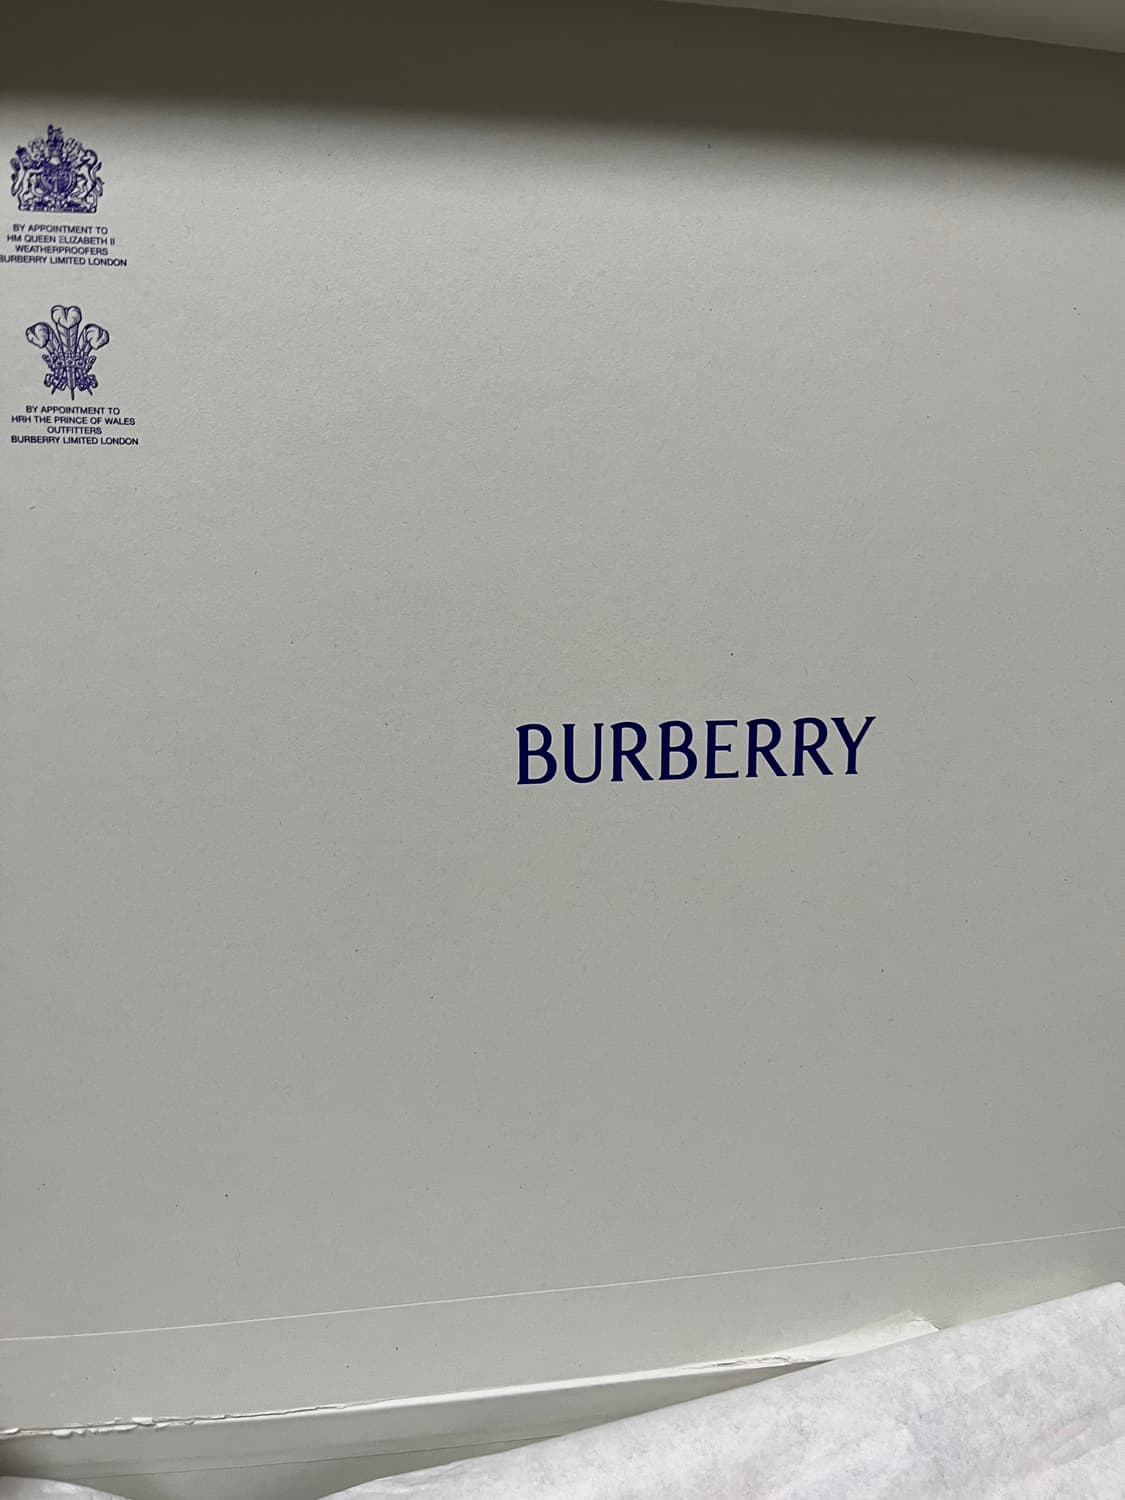 BY APPOINTMENT TO
HM QUEEN ELIZABETH II
WEATHERPROOFERS
BURBERRY LIMITED LONDON
BY APPOINTMENT TO
HRH THE PRINCE OF WALES
OUTFITTERS
BURBERRY LIMITED LONDON
BURBERRY